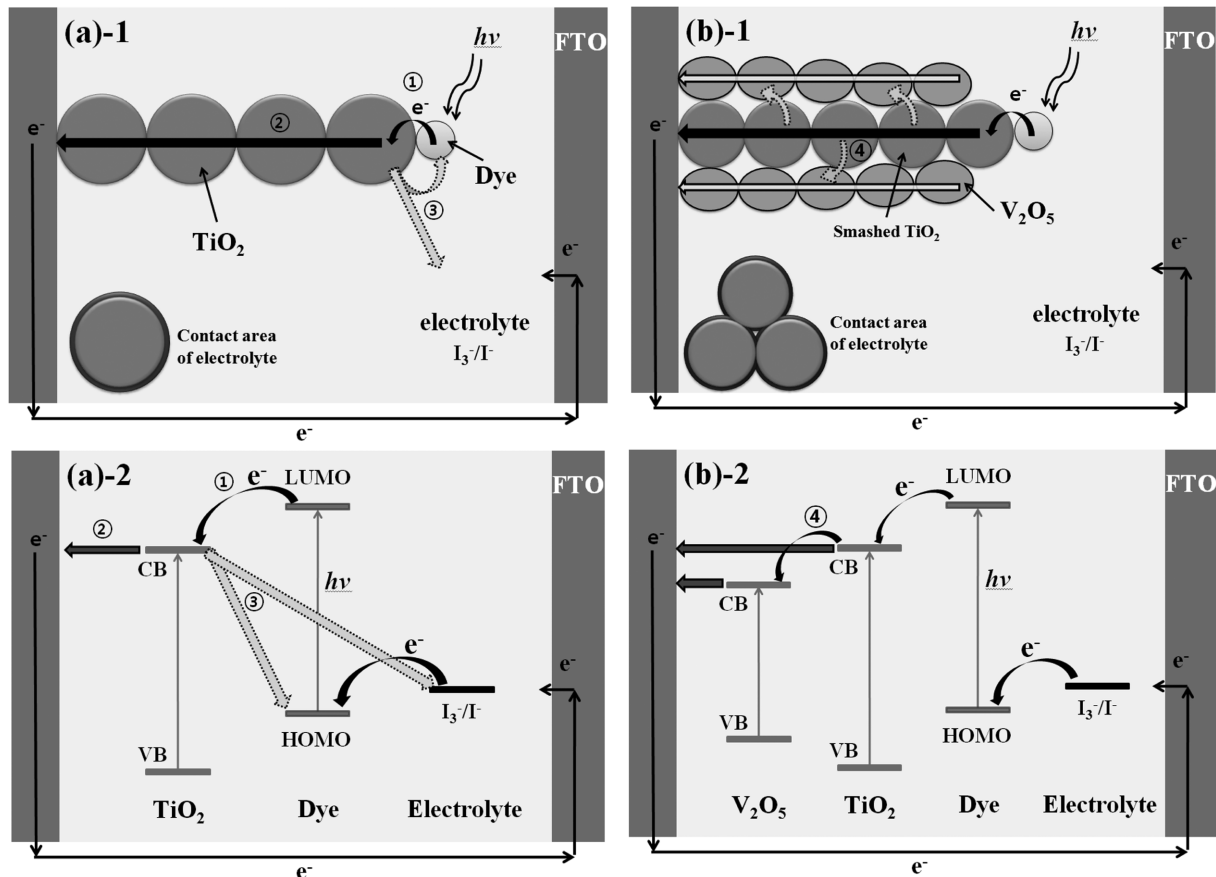 (a)-1
FTO
hν
①
e⁻
②
e⁻
Dye
③
TiO₂
e⁻
Contact area
of electrolyte
electrolyte
I₃⁻/I⁻
e⁻
(b)-1
FTO
hν
e⁻
e⁻
④
V₂O₅
Smashed TiO₂
e⁻
Contact area
of electrolyte
electrolyte
I₃⁻/I⁻
e⁻
(a)-2
FTO
① e⁻ LUMO
②
e⁻
CB
hν
③
e⁻
e⁻
I₃⁻/I⁻
HOMO
VB
TiO₂ Dye Electrolyte
e⁻
(b)-2
FTO
LUMO
e⁻
④
e⁻
CB
CB
hν
e⁻
e⁻
I₃⁻/I⁻
HOMO
VB
VB
V₂O₅ TiO₂ Dye Electrolyte
e⁻